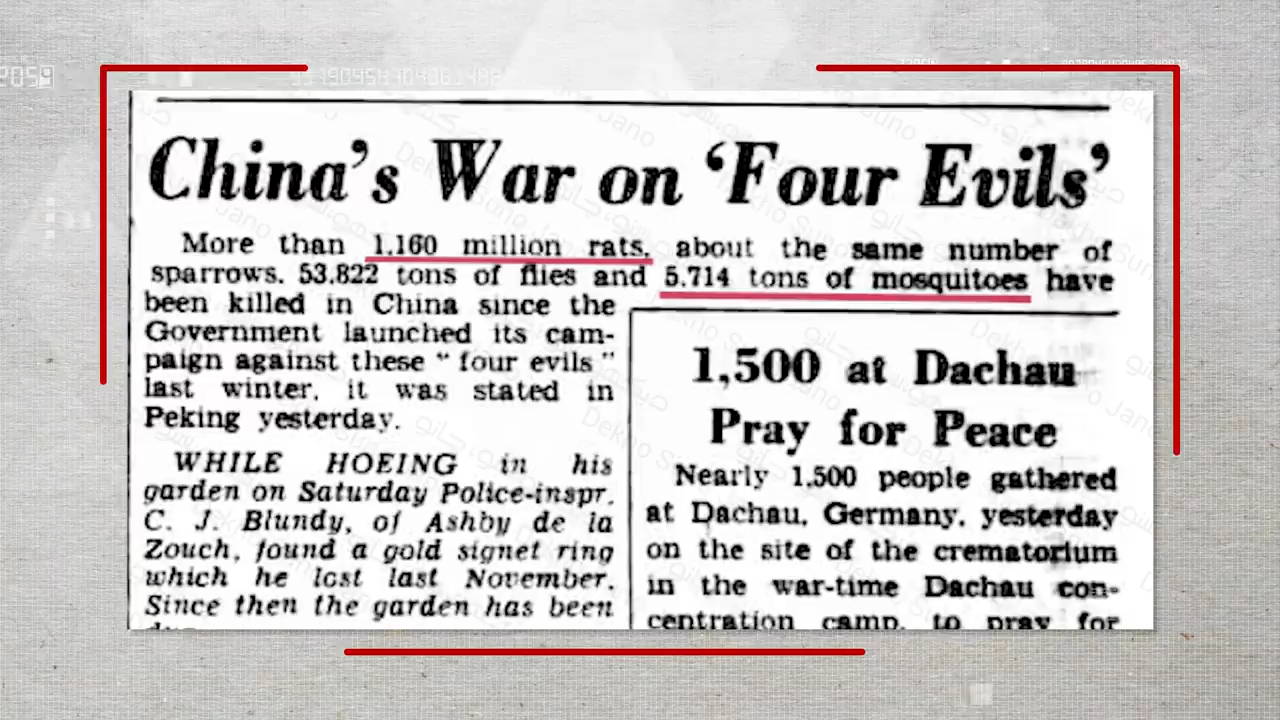 China's War on 'Four Evils'
More than 1,160 million rats, about the same number of
sparrows, 53,822 tons of flies and 5,714 tons of mosquitoes have
been killed in China since the
Government launched its cam-
paign against these " four evils "
last winter, it was stated in
Peking yesterday.
WHILE HOEING in his
garden on Saturday Police-inspr.
C. J. Blundy, of Ashby de la
Zouch, found a gold signet ring
which he lost last November.
Since then the garden has been
1,500 at Dachau
Pray for Peace
Nearly 1,500 people gathered
at Dachau, Germany, yesterday
on the site of the crematorium
in the war-time Dachau con-
centration camp, to pray for
Dekho Suno Jano